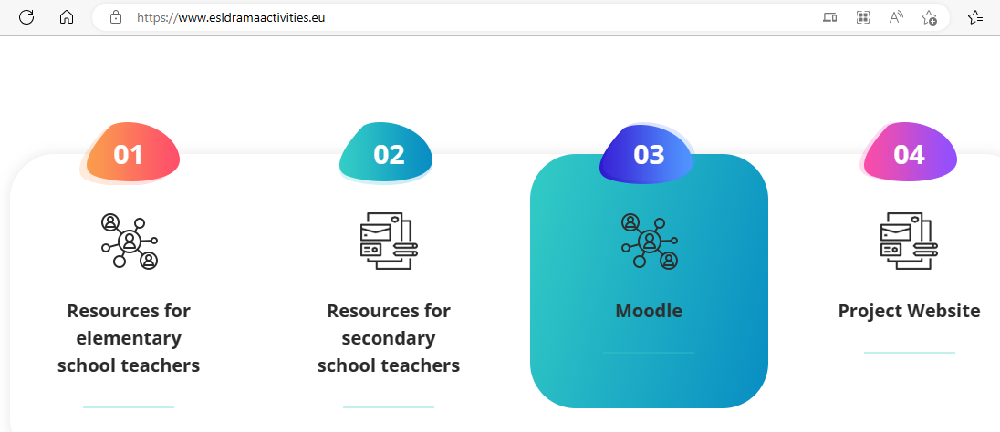 https://www.esldramaactivities.eu
01
Resources for
elementary
school teachers
02
Resources for
secondary
school teachers
03
Moodle
04
Project Website